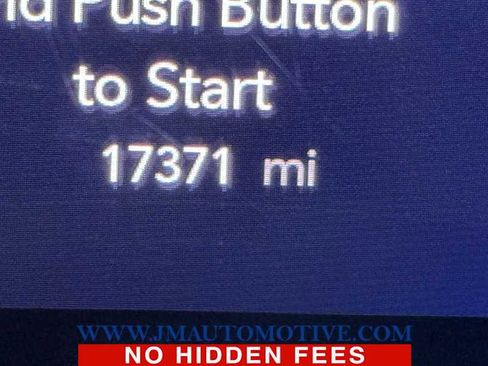 Push Button
to Start
17371 mi
WWW.JMAUTOMOTIVE.COM
NO HIDDEN FEES